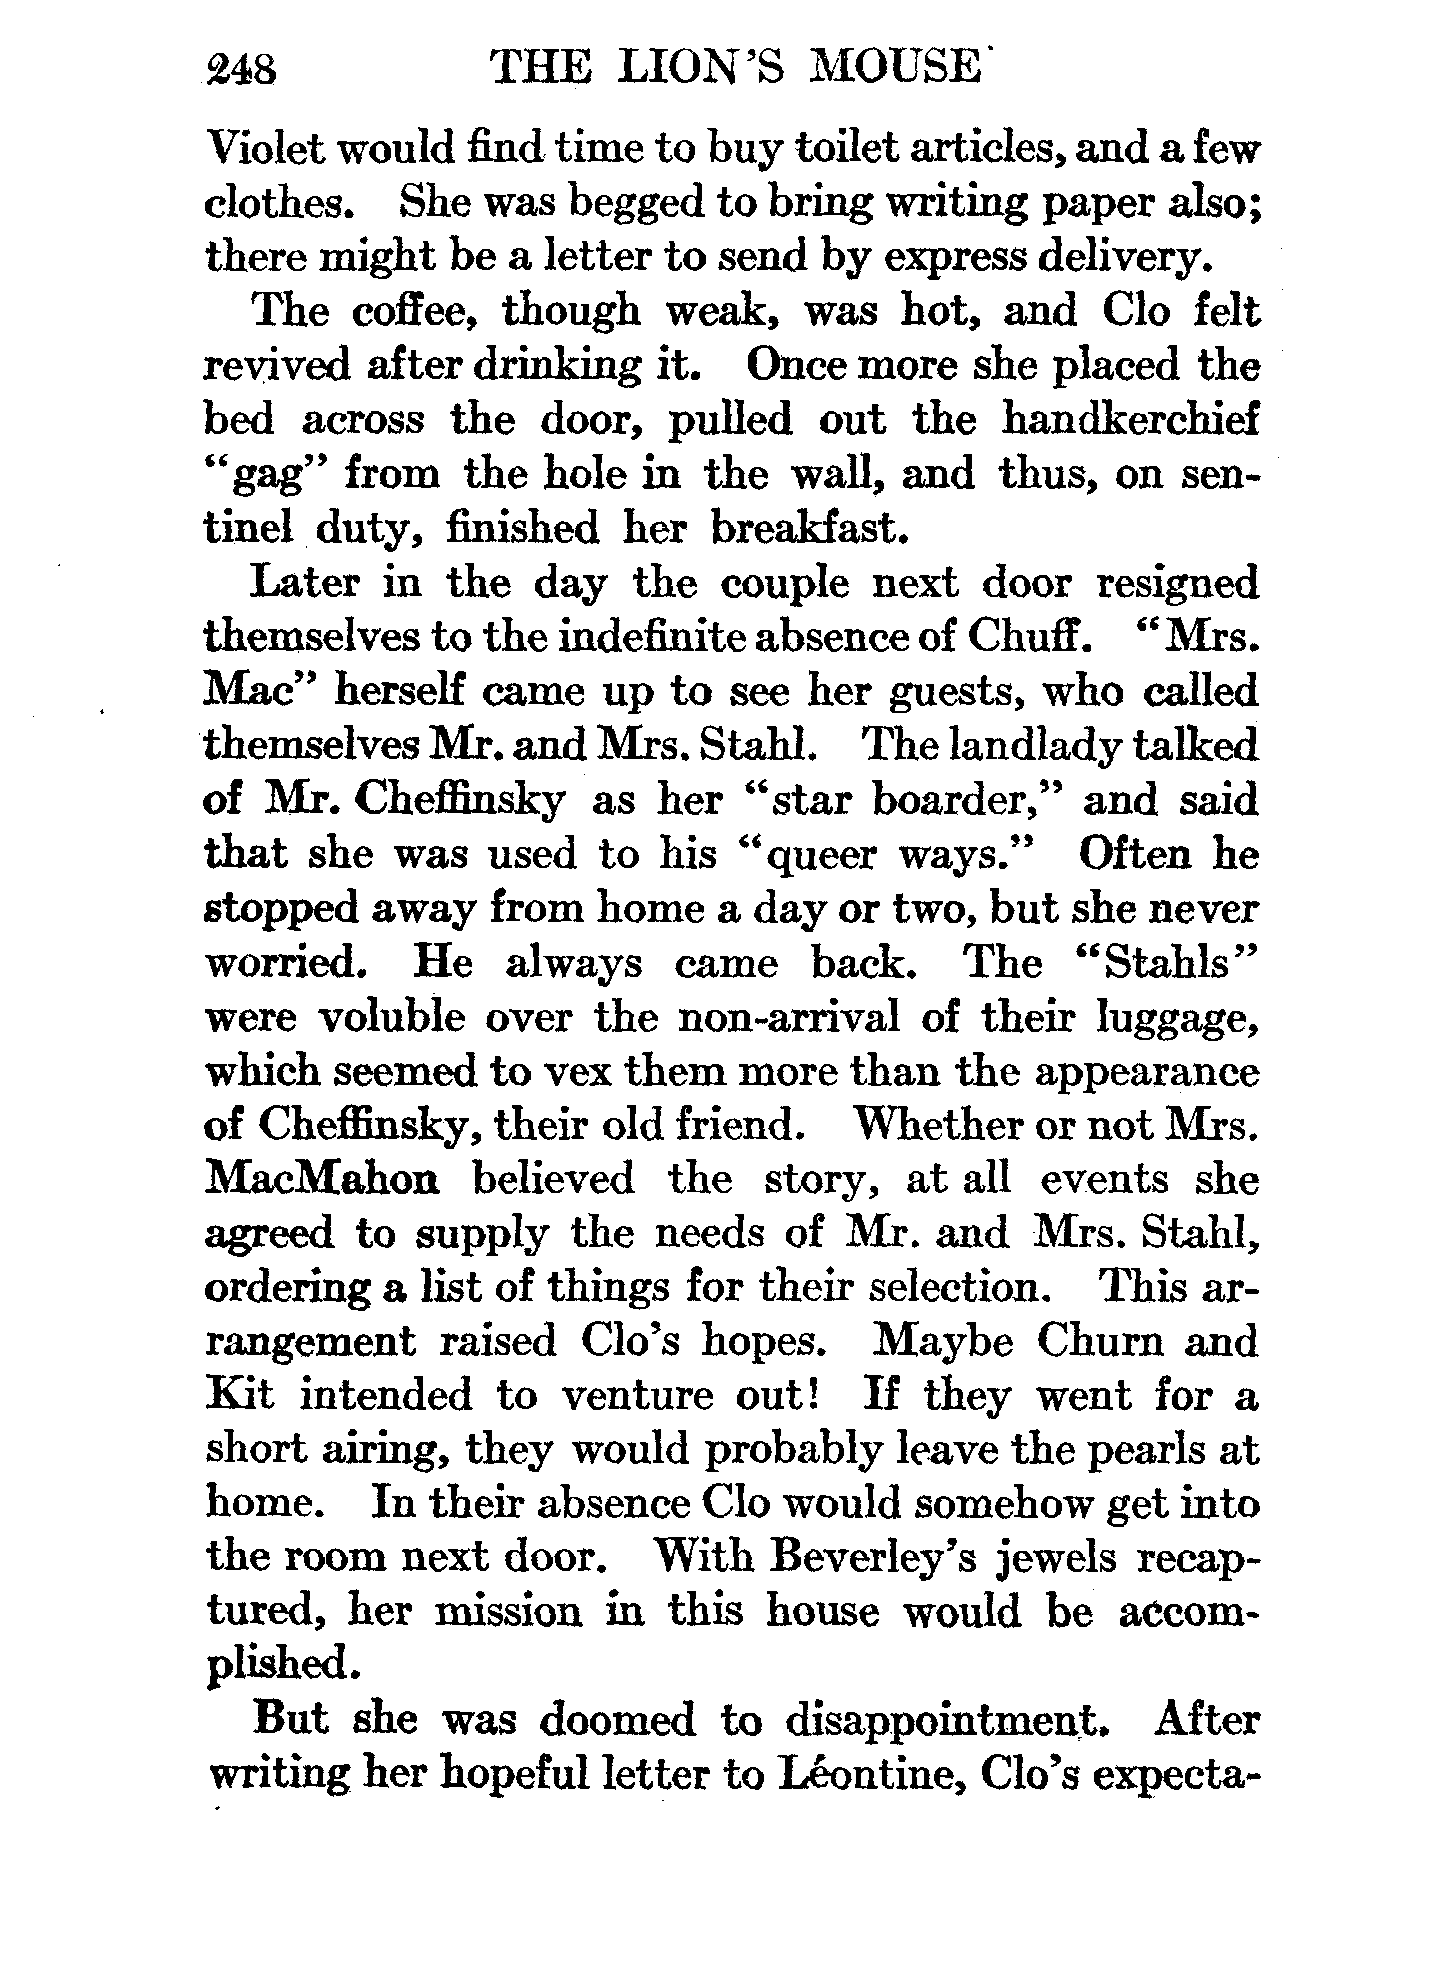 248 THE LION'S MOUSE
Violet would find time to buy toilet articles, and a few
clothes. She was begged to bring writing paper also;
there might be a letter to send by express delivery.
The coffee, though weak, was hot, and Clo felt
revived after drinking it. Once more she placed the
bed across the door, pulled out the handkerchief
"gag" from the hole in the wall, and thus, on sen-
tinel duty, finished her breakfast.
Later in the day the couple next door resigned
themselves to the indefinite absence of Chuff. "Mrs.
Mac" herself came up to see her guests, who called
themselves Mr. and Mrs. Stahl. The landlady talked
of Mr. Cheffinsky as her "star boarder," and said
that she was used to his "queer ways." Often he
stopped away from home a day or two, but she never
worried. He always came back. The "Stahls"
were voluble over the non-arrival of their luggage,
which seemed to vex them more than the appearance
of Cheffinsky, their old friend. Whether or not Mrs.
MacMahon believed the story, at all events she
agreed to supply the needs of Mr. and Mrs. Stahl,
ordering a list of things for their selection. This ar-
rangement raised Clo's hopes. Maybe Churn and
Kit intended to venture out! If they went for a
short airing, they would probably leave the pearls at
home. In their absence Clo would somehow get into
the room next door. With Beverley's jewels recap-
tured, her mission in this house would be accom-
plished.
But she was doomed to disappointment. After
writing her hopeful letter to Léontine, Clo's expecta-